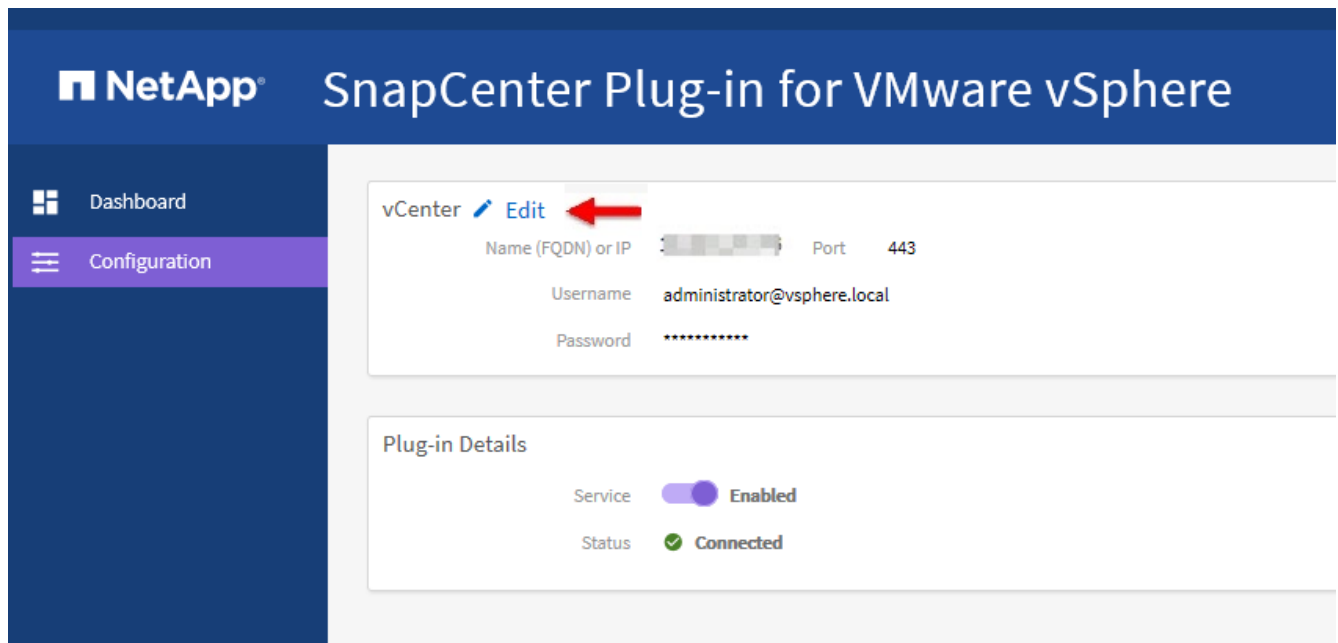 NetApp® SnapCenter Plug-in for VMware vSphere
Dashboard
Configuration
vCenter Edit
Name (FQDN) or IP Port 443
Username administrator@vsphere.local
Password ***********
Plug-in Details
Service Enabled
Status Connected